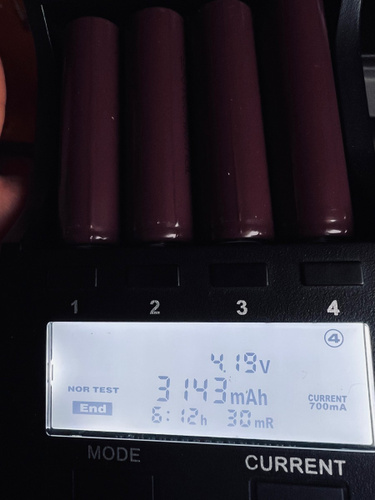 1 2 3 4
④
4.19v
NOR TEST 3143mAh CURRENT
End 6:12h 30mR 700mA
MODE CURRENT